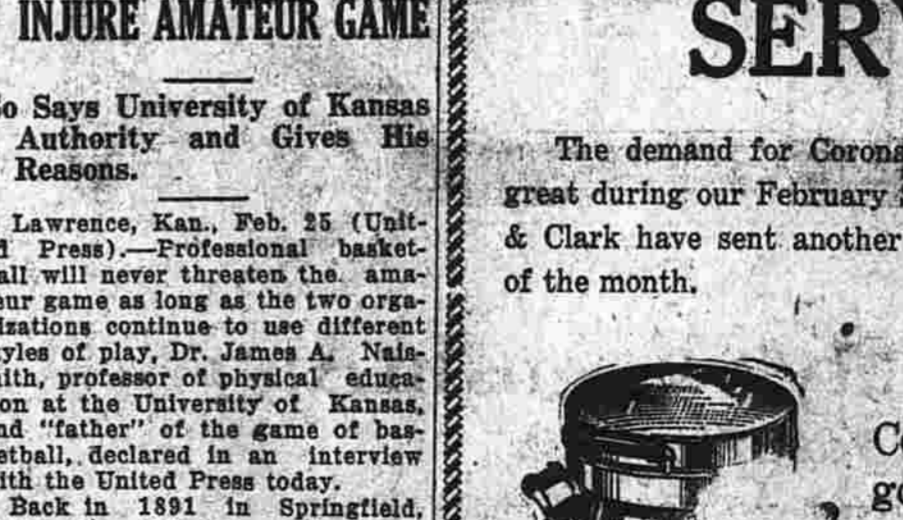 INJURE AMATEUR GAME
o Says University of Kansas
Authority and Gives His
Reasons.
Lawrence, Kan., Feb. 25 (Unit-
d Press).—Professional basket-
all will never threaten the ama-
eur game as long as the two orga-
izations continue to use different
yles of play, Dr. James A. Nais-
ith, professor of physical educa-
on at the University of Kansas,
nd "father" of the game of bas-
etball, declared in an interview
ith the United Press today.
Back in 1891 in Springfield,
SER
The demand for Corona
great during our February
& Clark have sent another
of the month.
Co
go